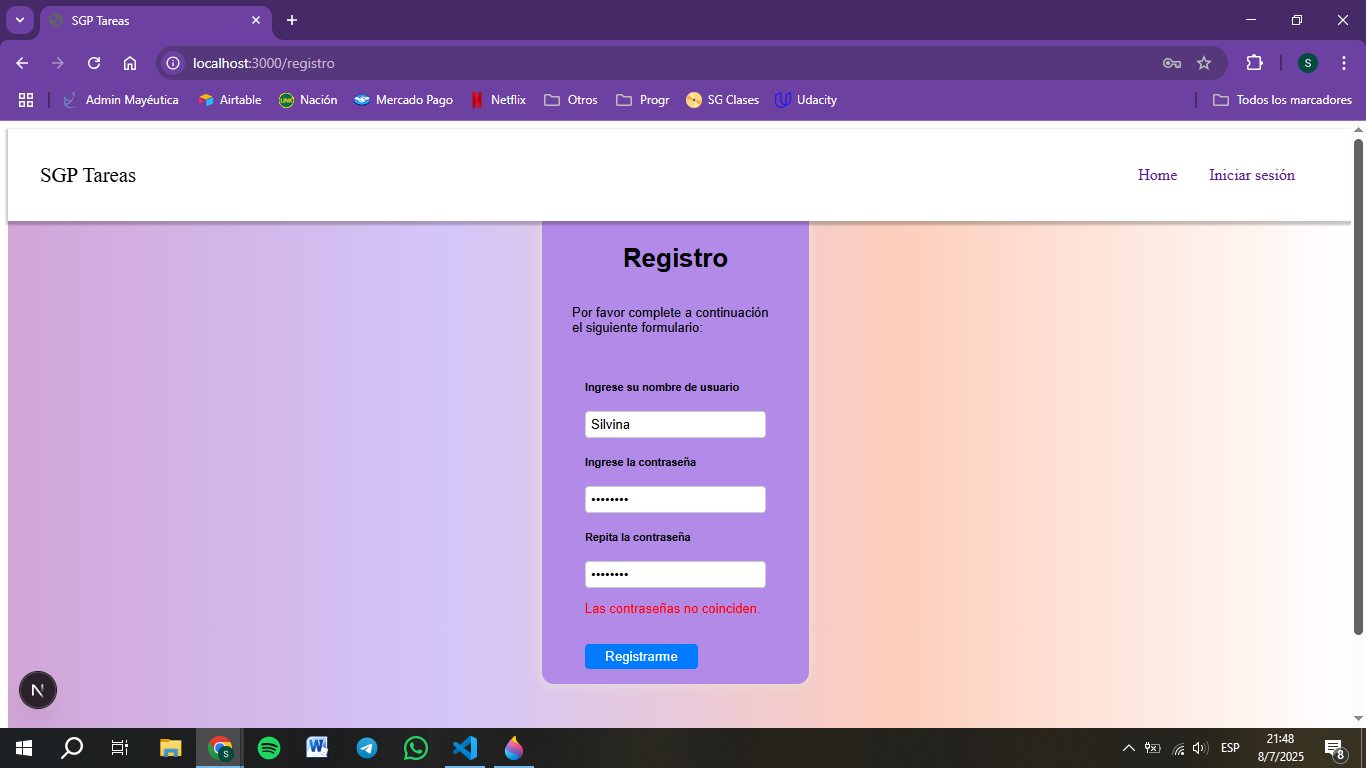 SGP Tareas
localhost:3000/registro
S
Admin Mayéutica
Airtable
Nación
Mercado Pago
Netflix
Otros
Progr
SG Clases
Udacity
Todos los marcadores
SGP Tareas
Home
Iniciar sesión
Registro
Por favor complete a continuación
el siguiente formulario:
Ingrese su nombre de usuario
Silvina
Ingrese la contraseña
••••••••
Repita la contraseña
••••••••
Las contraseñas no coinciden.
Registrarme
N
S
W
ESP
21:48
8/7/2025
8